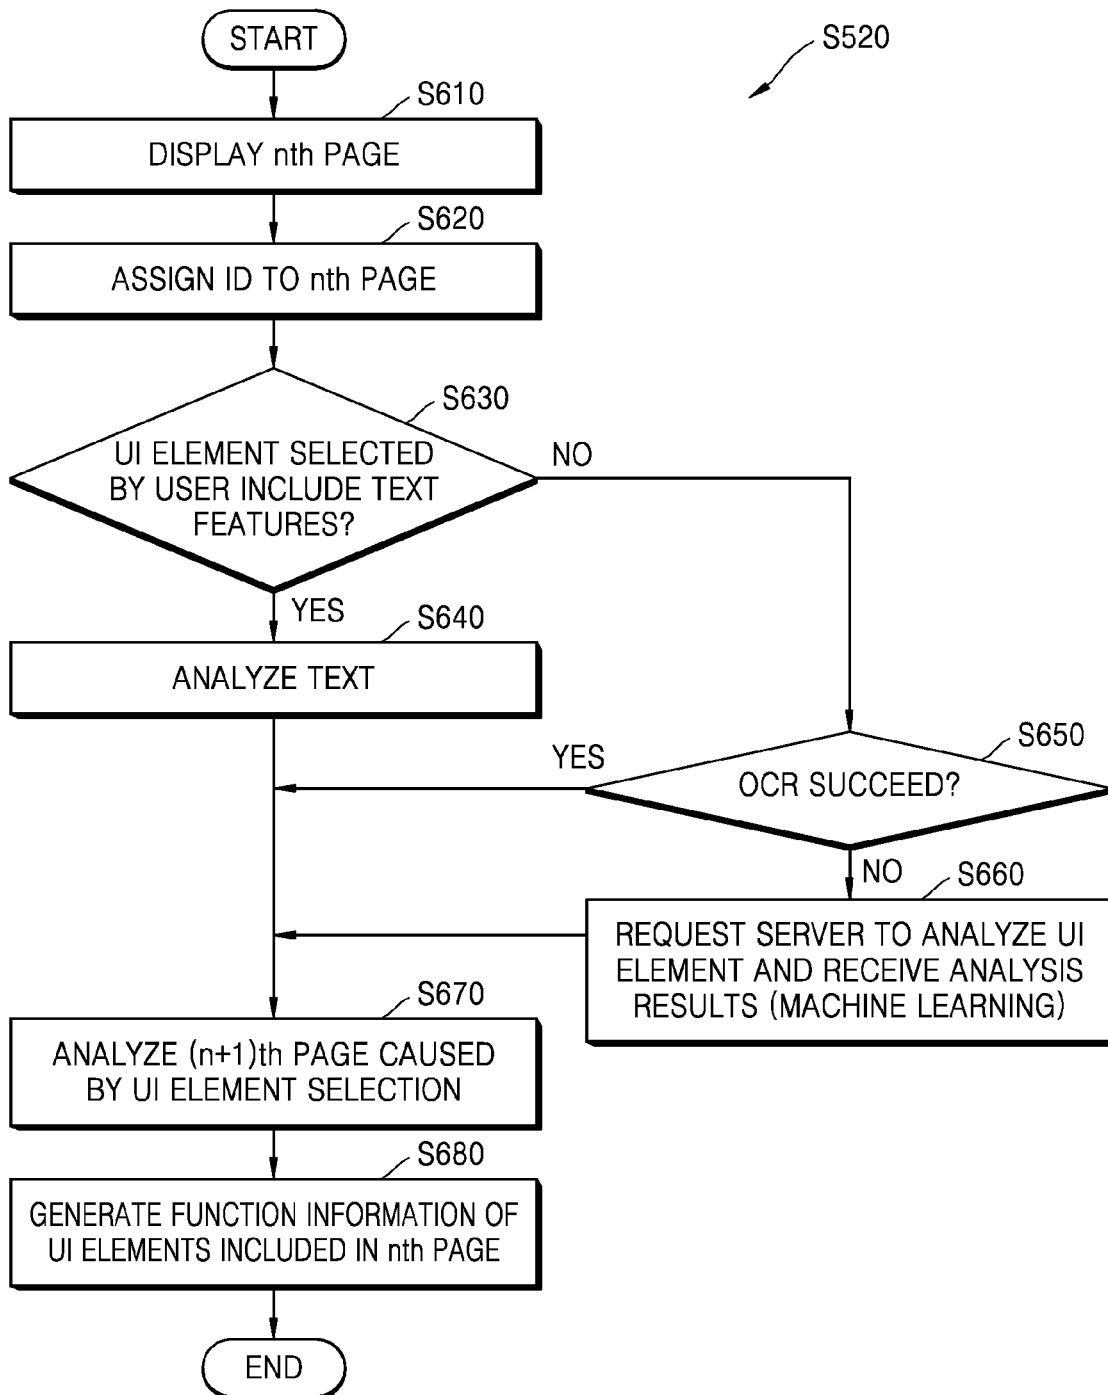 START
S520
S610
DISPLAY nth PAGE
S620
ASSIGN ID TO nth PAGE
S630
UI ELEMENT SELECTED
BY USER INCLUDE TEXT
FEATURES?
NO
YES
S640
ANALYZE TEXT
S650
YES
OCR SUCCEED?
NO
S660
REQUEST SERVER TO ANALYZE UI
ELEMENT AND RECEIVE ANALYSIS
RESULTS (MACHINE LEARNING)
S670
ANALYZE (n+1)th PAGE CAUSED
BY UI ELEMENT SELECTION
S680
GENERATE FUNCTION INFORMATION OF
UI ELEMENTS INCLUDED IN nth PAGE
END